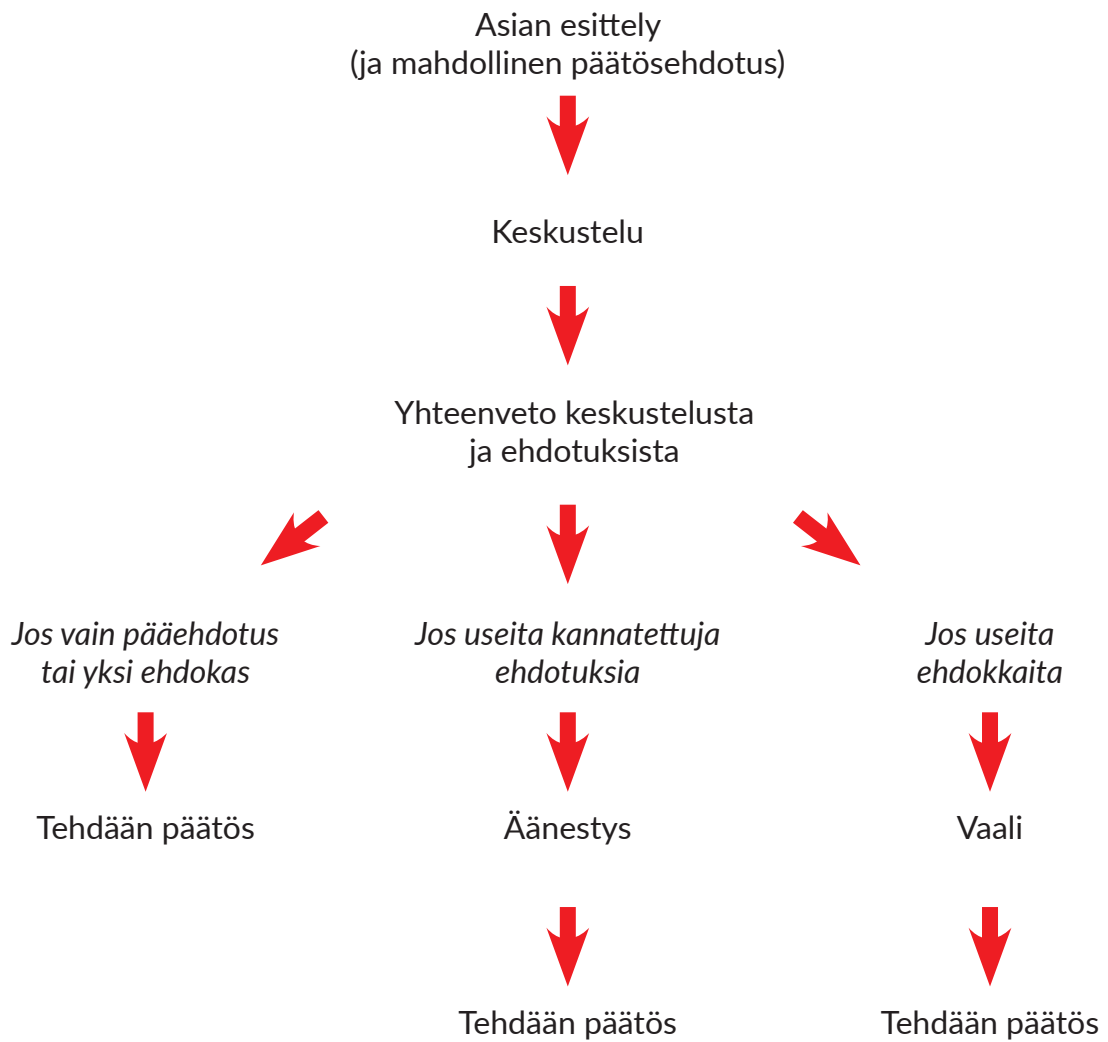 Asian esittely
(ja mahdollinen päätösehdotus)
Keskustelu
Yhteenveto keskustelusta
ja ehdotuksista
Jos vain pääehdotus
tai yksi ehdokas
Jos useita kannatettuja
ehdotuksia
Jos useita
ehdokkaita
Tehdään päätös
Äänestys
Vaali
Tehdään päätös
Tehdään päätös